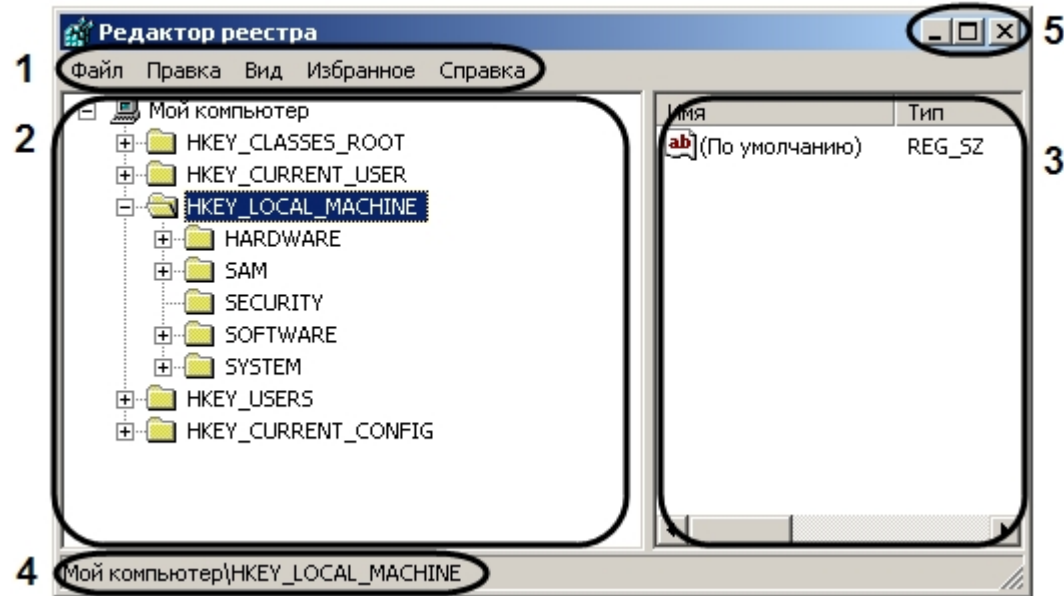 Редактор реестра 5
1 Файл Правка Вид Избранное Справка
2
Мой компьютер
HKEY_CLASSES_ROOT
HKEY_CURRENT_USER
HKEY_LOCAL_MACHINE
HARDWARE
SAM
SECURITY
SOFTWARE
SYSTEM
HKEY_USERS
HKEY_CURRENT_CONFIG
Имя Тип
ab (По умолчанию) REG_SZ
3
4 Мой компьютер\HKEY_LOCAL_MACHINE